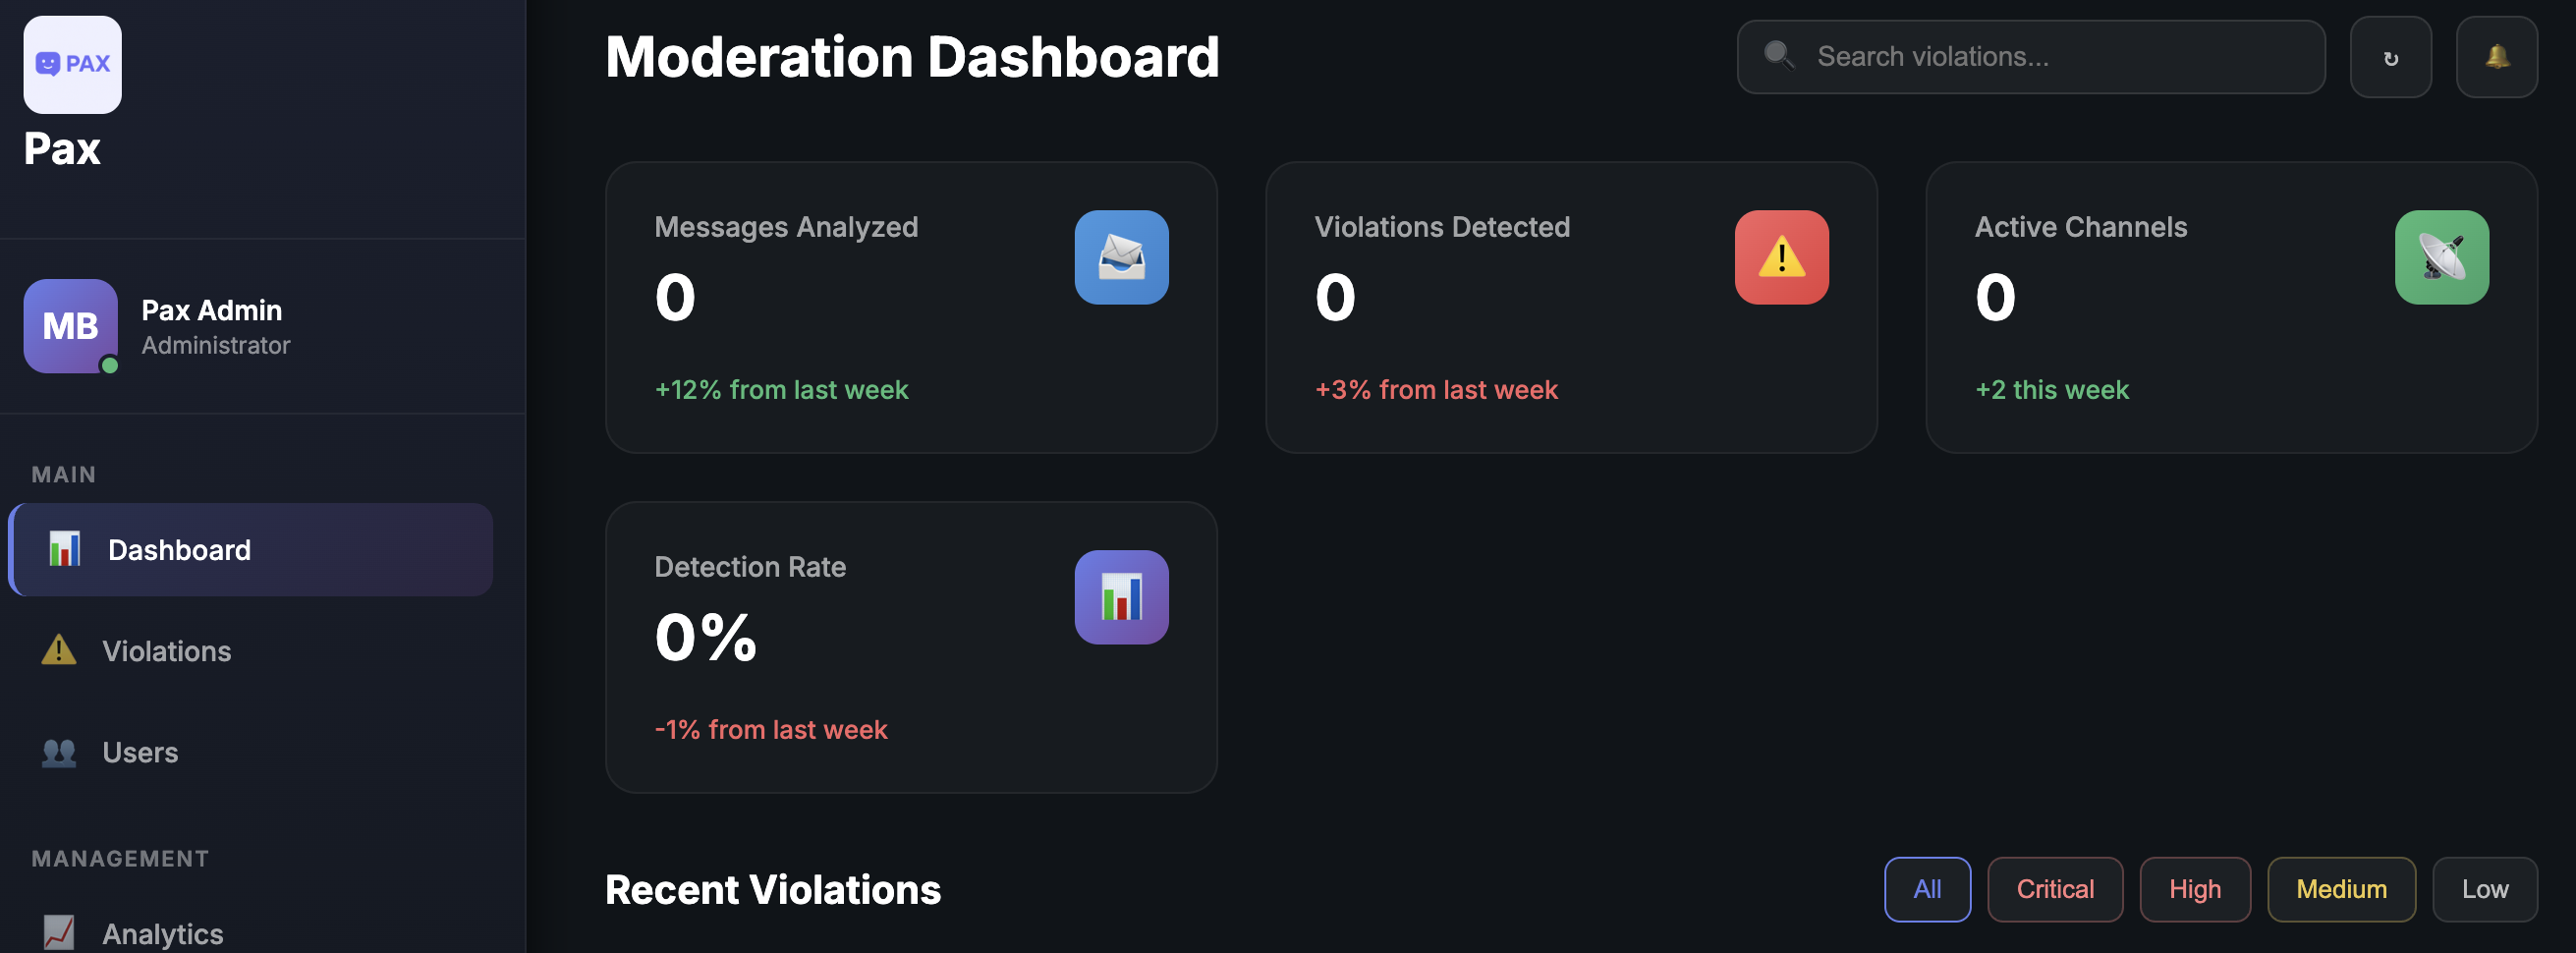 PAX
Pax
MB
Pax Admin
Administrator
MAIN
Dashboard
Violations
Users
MANAGEMENT
Analytics
Moderation Dashboard
Search violations...
Messages Analyzed
0
+12% from last week
Violations Detected
0
+3% from last week
Active Channels
0
+2 this week
Detection Rate
0%
-1% from last week
Recent Violations
All
Critical
High
Medium
Low